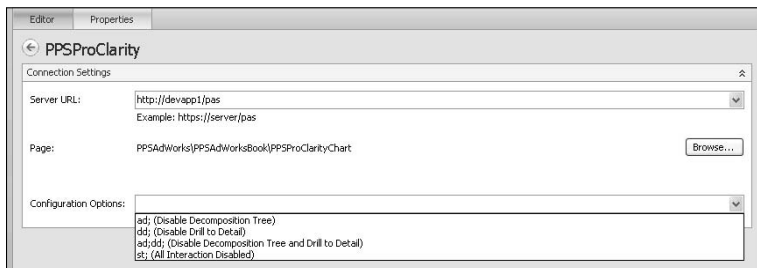 Editor Properties
PPSProClarity
Connection Settings
Server URL: http://devapp1/pas
Example: https://server/pas
Page: PPSAdWorks\PPSAdWorksBook\PPSProClarityChart Browse...
Configuration Options:
ad; (Disable Decomposition Tree)
dd; (Disable Drill to Detail)
ad;dd; (Disable Decomposition Tree and Drill to Detail)
st; (All Interaction Disabled)